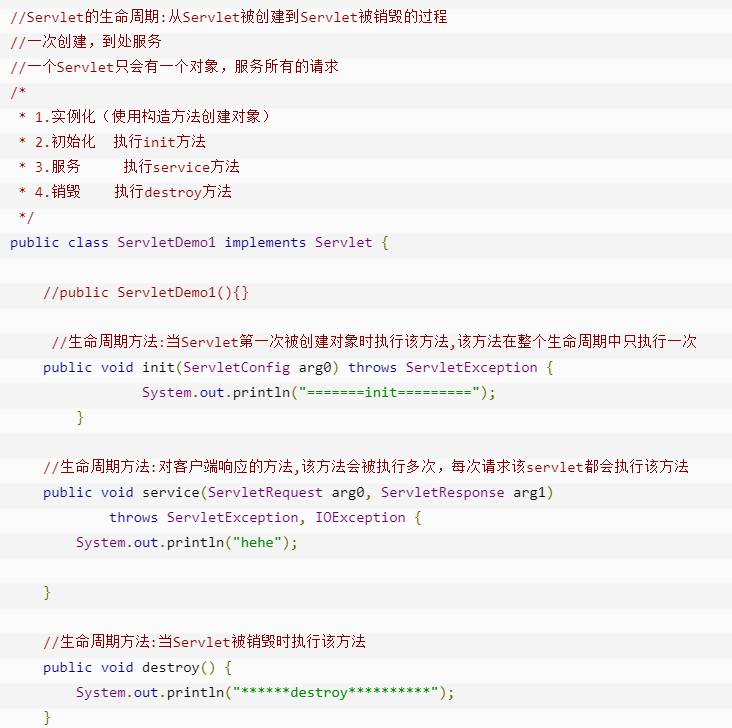 //Servlet的生命周期:从Servlet被创建到Servlet被销毁的过程
//一次创建，到处服务
//一个Servlet只会有一个对象，服务所有的请求
/*
 * 1.实例化（使用构造方法创建对象）
 * 2.初始化  执行init方法
 * 3.服务     执行service方法
 * 4.销毁    执行destroy方法
 */
public class ServletDemo1 implements Servlet {
    //public ServletDemo1(){}
     //生命周期方法:当Servlet第一次被创建对象时执行该方法,该方法在整个生命周期中只执行一次
    public void init(ServletConfig arg0) throws ServletException {
                System.out.println("=======init=========");
        }
    //生命周期方法:对客户端响应的方法,该方法会被执行多次，每次请求该servlet都会执行该方法
    public void service(ServletRequest arg0, ServletResponse arg1)
            throws ServletException, IOException {
        System.out.println("hehe");
    }
    //生命周期方法:当Servlet被销毁时执行该方法
    public void destroy() {
        System.out.println("******destroy**********");
    }